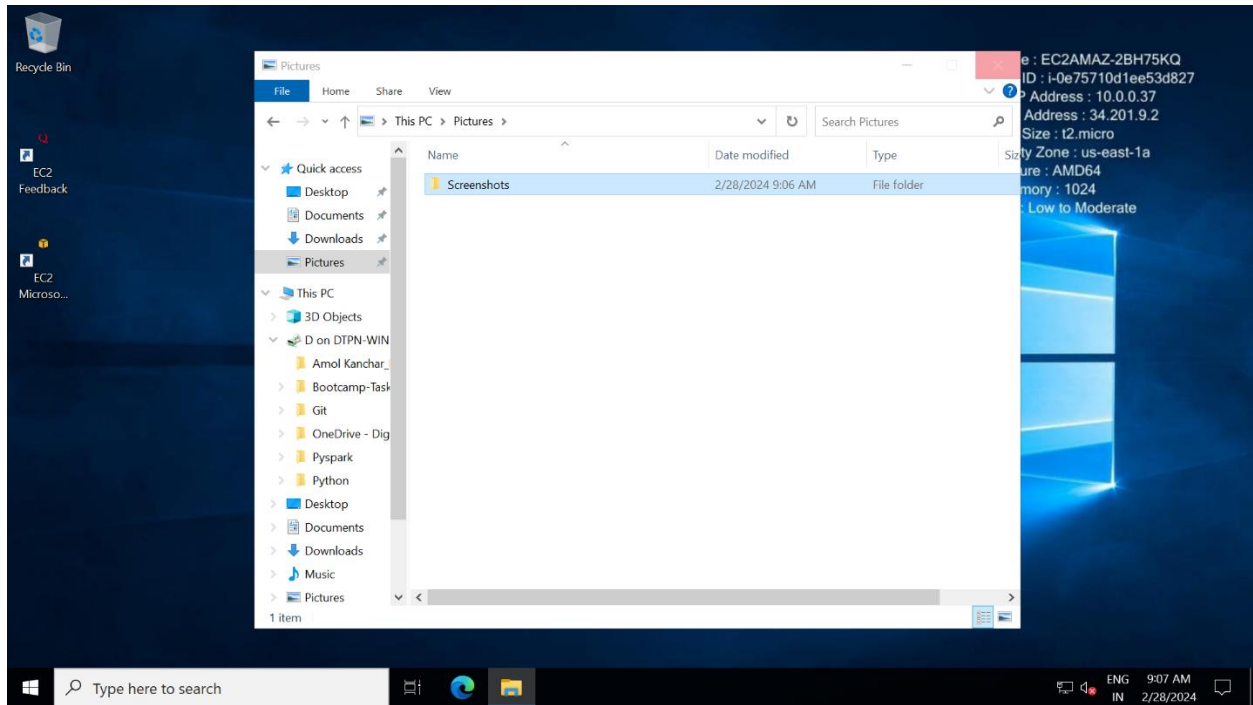 Recycle Bin
EC2
Feedback
EC2
Microso...
Pictures
File Home Share View
This PC > Pictures >
Search Pictures
Name Date modified Type Siz
Screenshots 2/28/2024 9:06 AM File folder
Quick access
Desktop
Documents
Downloads
Pictures
This PC
3D Objects
D on DTPN-WIN
Amol Kanchar_
Bootcamp-Task
Git
OneDrive - Dig
Pyspark
Python
Desktop
Documents
Downloads
Music
Pictures
1 item
e : EC2AMAZ-2BH75KQ
ID : i-0e75710d1ee53d827
P Address : 10.0.0.37
Address : 34.201.9.2
Size : t2.micro
ty Zone : us-east-1a
ure : AMD64
mory : 1024
: Low to Moderate
Type here to search
ENG 9:07 AM
IN 2/28/2024